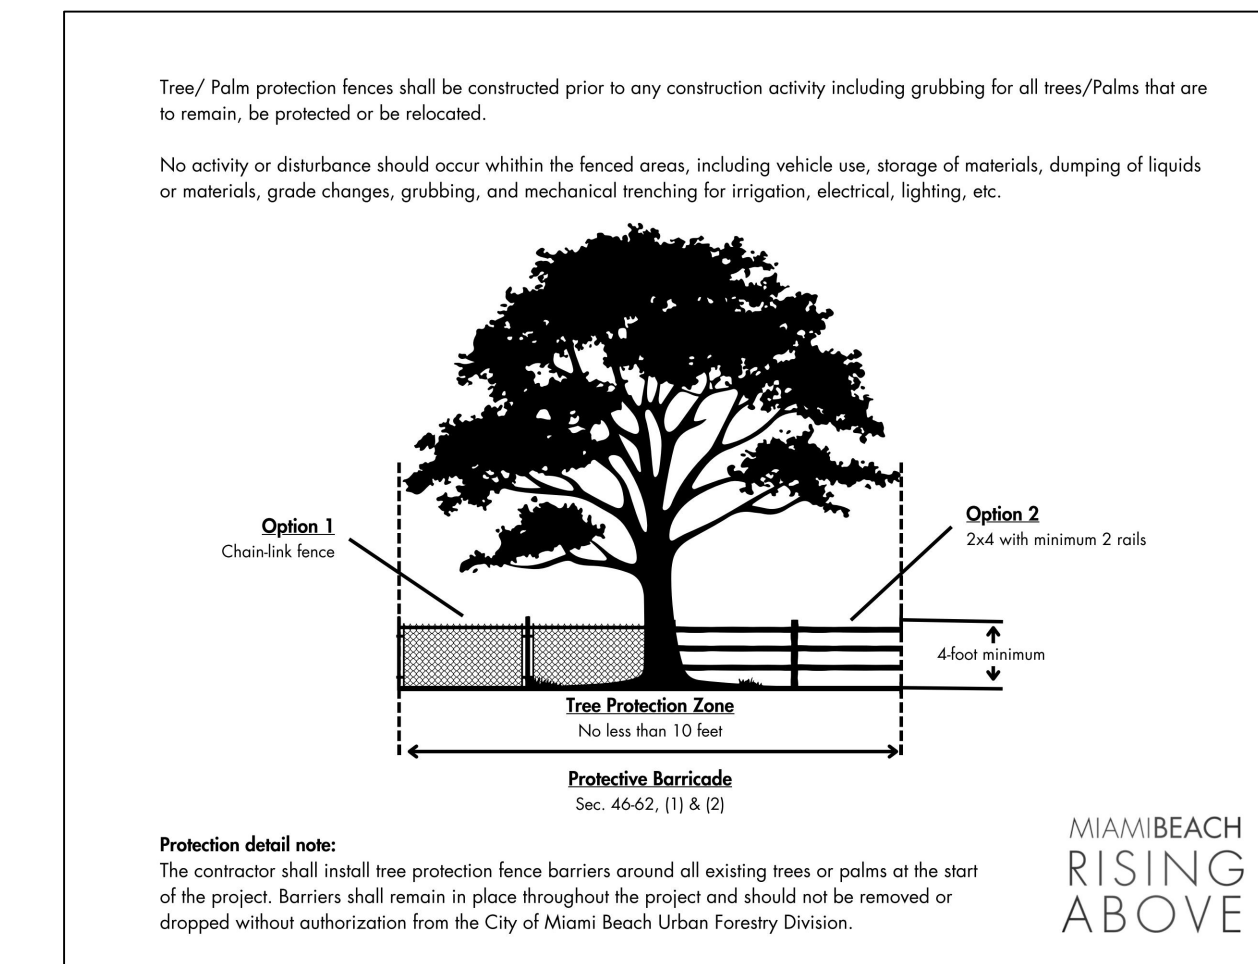 Tree/ Palm protection fences shall be constructed prior to any construction activity including grubbing for all trees/Palms that are
to remain, be protected or be relocated.
No activity or disturbance should occur whithin the fenced areas, including vehicle use, storage of materials, dumping of liquids
or materials, grade changes, grubbing, and mechanical trenching for irrigation, electrical, lighting, etc.
Option 1
Chain-link fence
Option 2
2x4 with minimum 2 rails
4-foot minimum
Tree Protection Zone
No less than 10 feet
Protective Barricade
Sec. 46-62, (1) & (2)
Protection detail note:
The contractor shall install tree protection fence barriers around all existing trees or palms at the start
of the project. Barriers shall remain in place throughout the project and should not be removed or
dropped without authorization from the City of Miami Beach Urban Forestry Division.
MIAMIBEACH
RISING
ABOVE